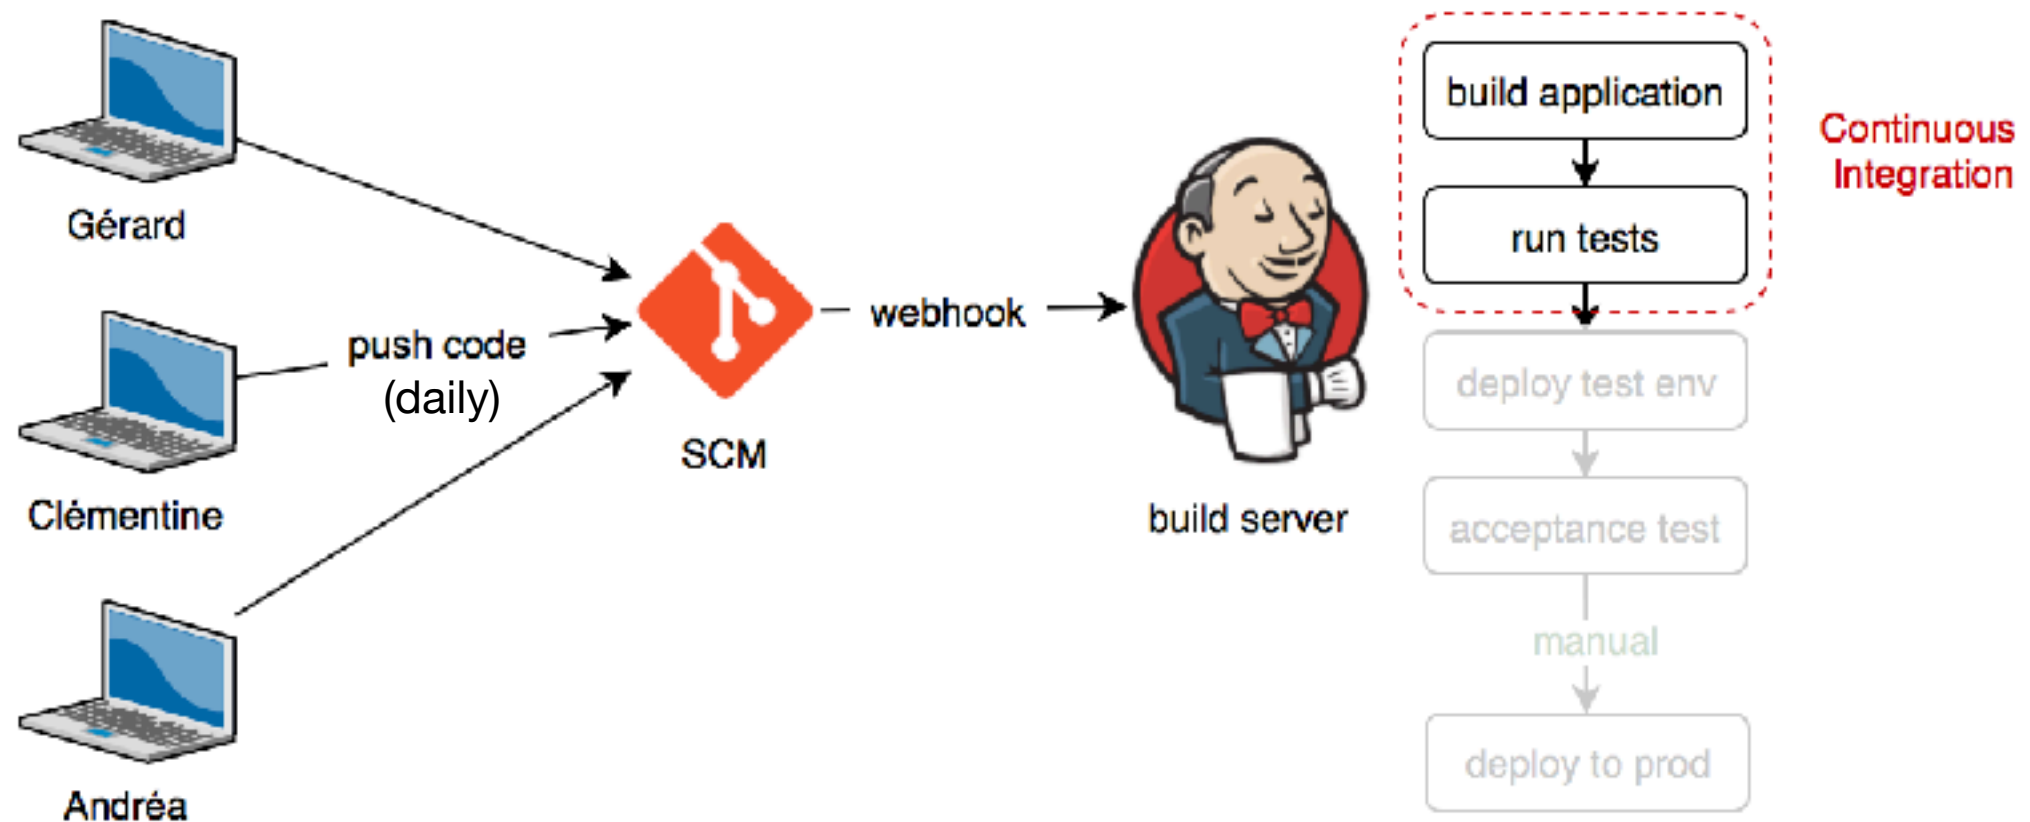 Gérard
push code
(daily)
Clémentine
Andréa
SCM
webhook
build server
build application
run tests
Continuous
Integration
deploy test env
acceptance test
manual
deploy to prod